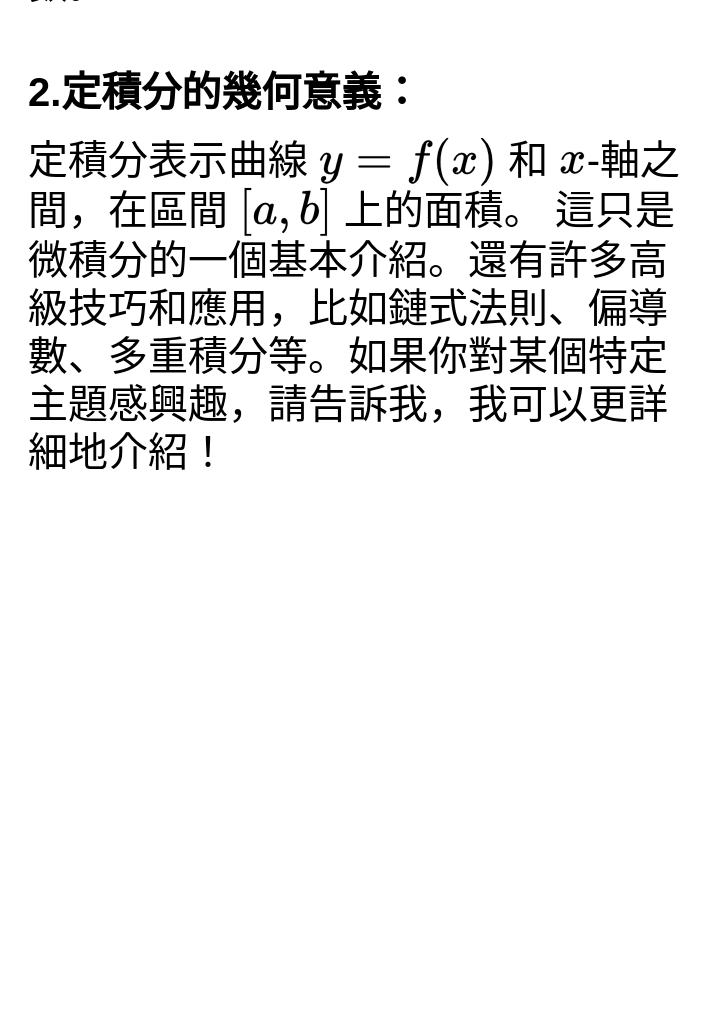 2.定積分的幾何意義：
定積分表示曲線 y = f(x) 和 x-軸之
間，在區間 [a, b] 上的面積。 這只是
微積分的一個基本介紹。還有許多高
級技巧和應用，比如鏈式法則、偏導
數、多重積分等。如果你對某個特定
主題感興趣，請告訴我，我可以更詳
細地介紹！